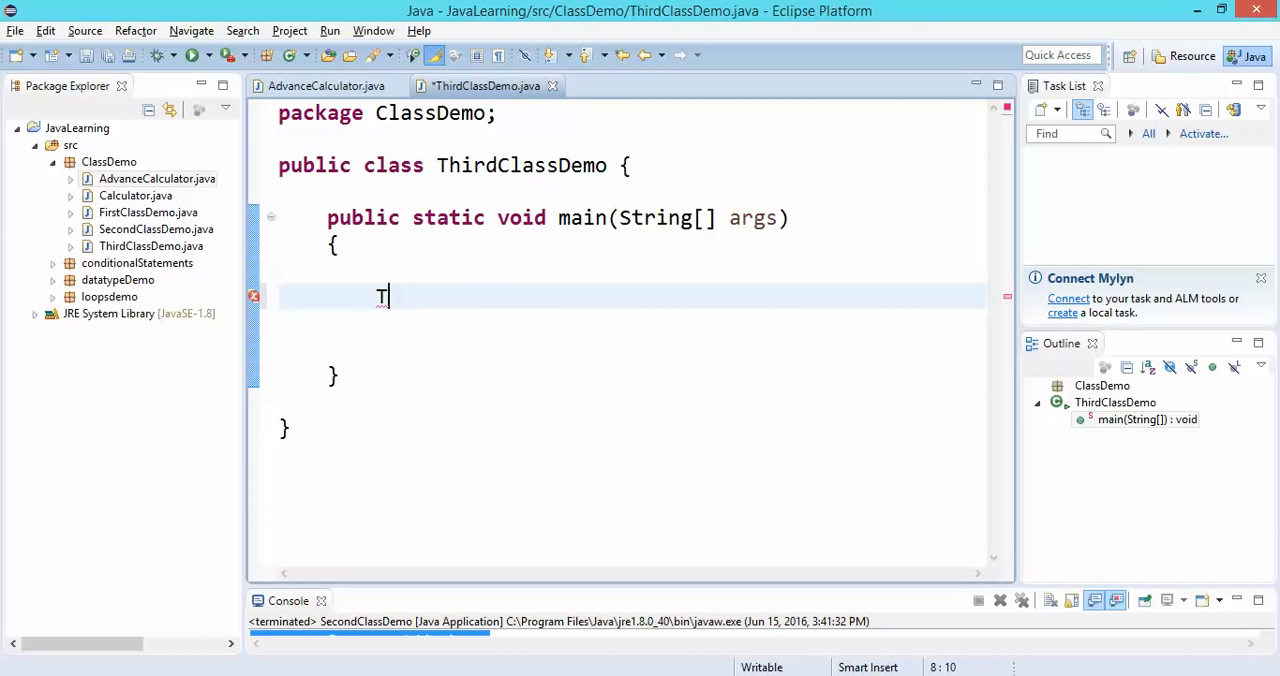 Java - JavaLearning/src/ClassDemo/ThirdClassDemo.java - Eclipse Platform
File Edit Source Refactor Navigate Search Project Run Window Help
Quick Access Resource Java
Package Explorer
JavaLearning
src
ClassDemo
AdvanceCalculator.java
Calculator.java
FirstClassDemo.java
SecondClassDemo.java
ThirdClassDemo.java
conditionalStatements
datatypeDemo
loopsdemo
JRE System Library [JavaSE-1.8]
AdvanceCalculator.java *ThirdClassDemo.java
package ClassDemo;
public class ThirdClassDemo {
public static void main(String[] args)
{
T
}
}
Task List
Find All Activate...
Connect Mylyn
Connect to your task and ALM tools or
create a local task.
Outline
ClassDemo
ThirdClassDemo
main(String[]) : void
Console
<terminated> SecondClassDemo [Java Application] C:\Program Files\Java\jre1.8.0_40\bin\javaw.exe (Jun 15, 2016, 3:41:32 PM)
Writable Smart Insert 8 : 10